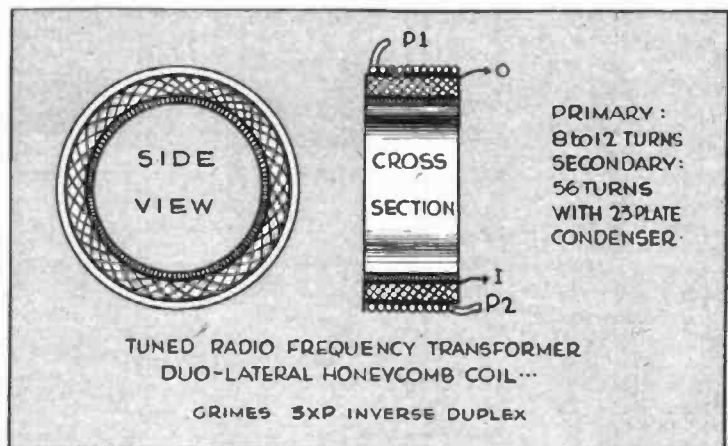 P1
O
SIDE
VIEW
CROSS
SECTION
PRIMARY:
8 to 12 TURNS
SECONDARY:
56 TURNS
WITH 23 PLATE
CONDENSER.
I
P2
TUNED RADIO FREQUENCY TRANSFORMER
DUO-LATERAL HONEYCOMB COIL...
GRIMES 3XP INVERSE DUPLEX